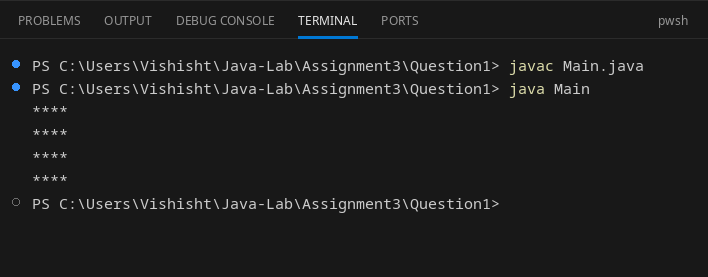 PROBLEMS OUTPUT DEBUG CONSOLE TERMINAL PORTS pwsh
PS C:\Users\Vishisht\Java-Lab\Assignment3\Question1> javac Main.java
PS C:\Users\Vishisht\Java-Lab\Assignment3\Question1> java Main
****
****
****
****
PS C:\Users\Vishisht\Java-Lab\Assignment3\Question1>